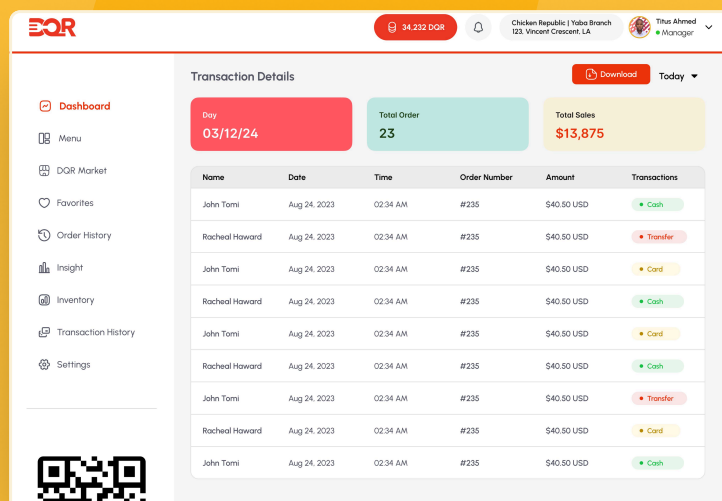 DQR
34,232 DQR
Chicken Republic | Yaba Branch
123, Vincent Crescent, LA
Titus Ahmed
Manager
Dashboard
Menu
DQR Market
Favorites
Order History
Insight
Inventory
Transaction History
Settings
Transaction Details
Download
Today
Day
03/12/24
Total Order
23
Total Sales
$13,875
Name Date Time Order Number Amount Transactions
John Tomi Aug 24, 2023 02:34 AM #235 $40.50 USD Cash
Racheal Haward Aug 24, 2023 02:34 AM #235 $40.50 USD Transfer
John Tomi Aug 24, 2023 02:34 AM #235 $40.50 USD Card
Racheal Haward Aug 24, 2023 02:34 AM #235 $40.50 USD Cash
John Tomi Aug 24, 2023 02:34 AM #235 $40.50 USD Card
Racheal Haward Aug 24, 2023 02:34 AM #235 $40.50 USD Cash
John Tomi Aug 24, 2023 02:34 AM #235 $40.50 USD Transfer
Racheal Haward Aug 24, 2023 02:34 AM #235 $40.50 USD Card
John Tomi Aug 24, 2023 02:34 AM #235 $40.50 USD Cash